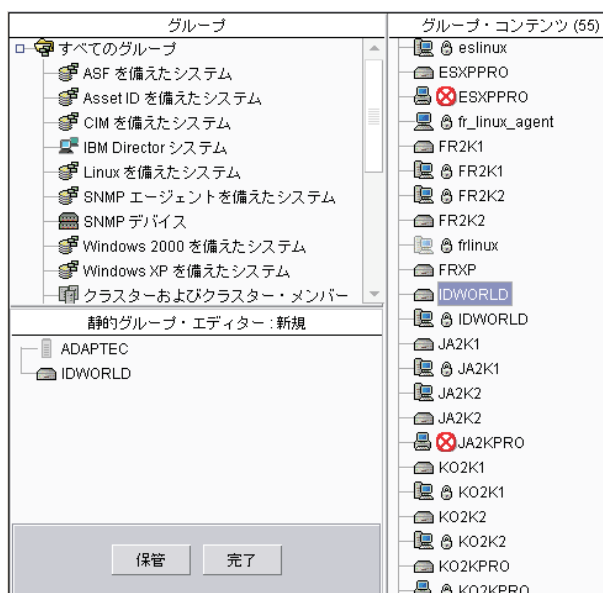 グループ
すべてのグループ
ASF を備えたシステム
Asset ID を備えたシステム
CIM を備えたシステム
IBM Director システム
Linux を備えたシステム
SNMP エージェントを備えたシステム
SNMP デバイス
Windows 2000 を備えたシステム
Windows XP を備えたシステム
クラスターおよびクラスター・メンバー
静的グループ・エディター : 新規
ADAPTEC
IDWORLD
保管
完了
グループ・コンテンツ (55)
eslinux
ESXPPRO
ESXPPRO
fr_linux_agent
FR2K1
FR2K1
FR2K2
FR2K2
frlinux
FRXP
IDWORLD
IDWORLD
JA2K1
JA2K1
JA2K2
JA2K2
JA2KPRO
KO2K1
KO2K1
KO2K2
KO2K2
KO2KPRO
KO2KPRO